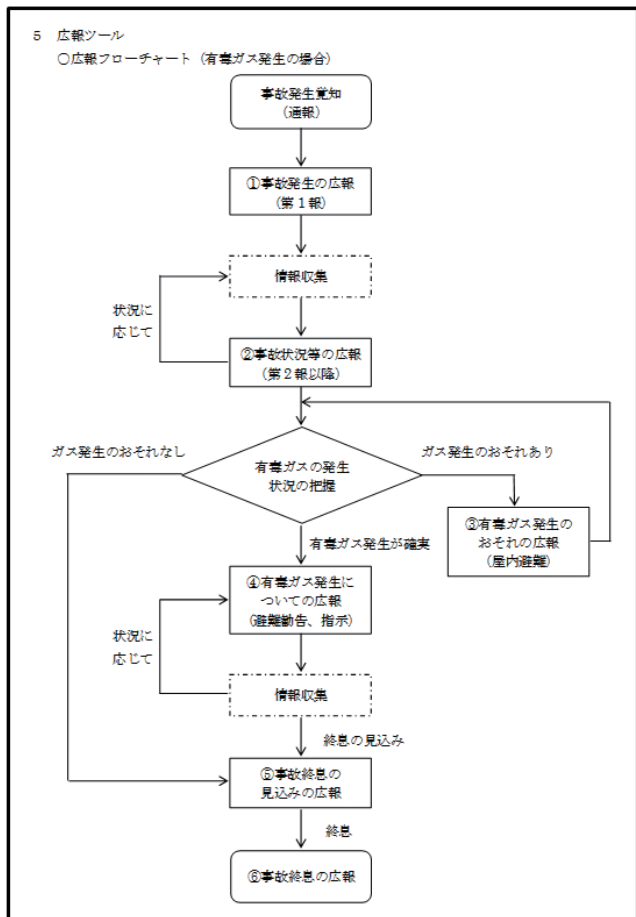 5 広報ツール
○広報フローチャート（有毒ガス発生の場合）
事故発生覚知
(通報)
①事故発生の広報
(第１報)
情報収集
状況に
応じて
②事故状況等の広報
(第２報以降)
ガス発生のおそれなし
ガス発生のおそれあり
有毒ガスの発生
状況の把握
③有毒ガス発生の
おそれの広報
(屋内避難)
有毒ガス発生が確実
④有毒ガス発生に
ついての広報
(避難勧告、指示)
状況に
応じて
情報収集
終息の見込み
⑤事故終息の
見込みの広報
終息
⑥事故終息の広報